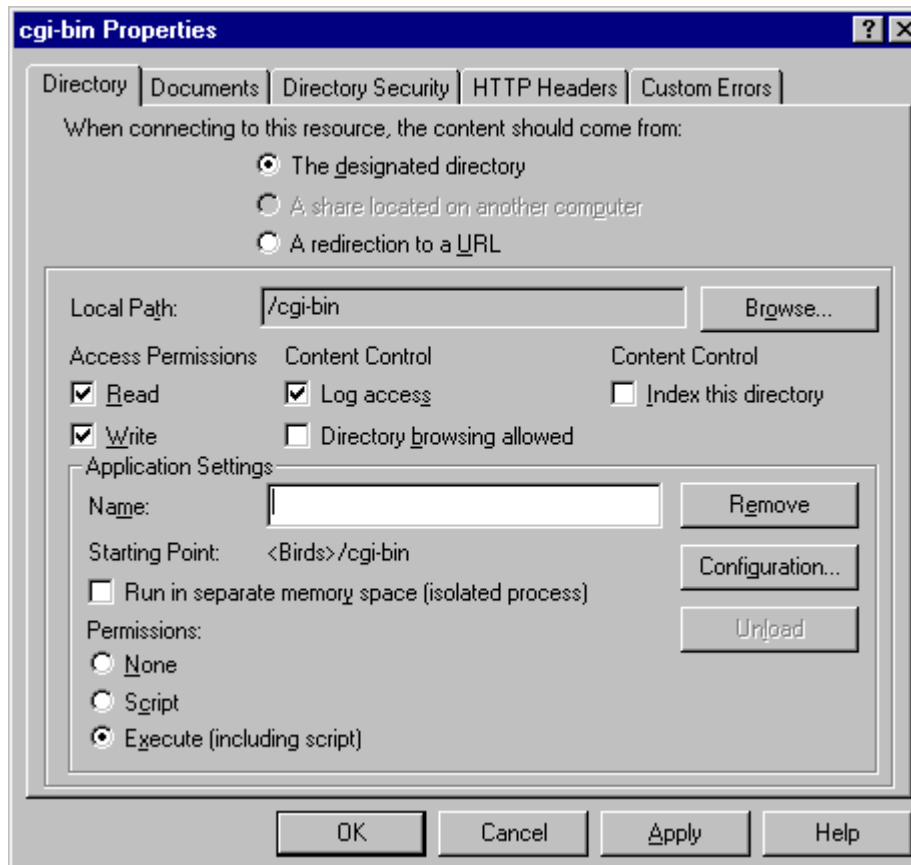 cgi-bin Properties
Directory Documents Directory Security HTTP Headers Custom Errors
When connecting to this resource, the content should come from:
The designated directory
A share located on another computer
A redirection to a URL
Local Path: /cgi-bin Browse...
Access Permissions Content Control Content Control
Read Log access Index this directory
Write Directory browsing allowed
Application Settings
Name: Remove
Starting Point: <Birds>/cgi-bin
Configuration...
Run in separate memory space (isolated process)
Permissions: Unload
None
Script
Execute (including script)
OK Cancel Apply Help